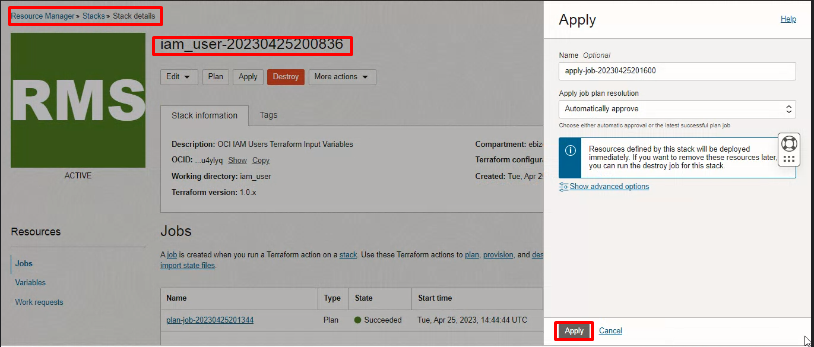 Resource Manager » Stacks » Stack details
RMS
ACTIVE
iam_user-20230425200836
Edit
Plan
Apply
Destroy
More actions
Stack information
Tags
Description: OCI IAM Users Terraform Input Variables
OCID: ...u4ylyq Show Copy
Working directory: iam_user
Terraform version: 1.0.x
Compartment: ebiz
Terraform configura
Created: Tue, Apr 25
Resources
Jobs
Variables
Work requests
Jobs
A job is created when you run a Terraform action on a stack. Use these Terraform actions to plan, provision, and des
import state files.
Name
Type
State
Start time
plan-job-20230425201344
Plan
Succeeded
Tue, Apr 25, 2023, 14:44:44 UTC
Apply
Help
Name Optional
apply-job-20230425201600
Apply job plan resolution
Automatically approve
Choose either automatic approval or the latest successful plan job
Resources defined by this stack will be deployed
immediately. If you want to remove these resources later,
you can run the destroy job for this stack
Show advanced options
Apply
Cancel